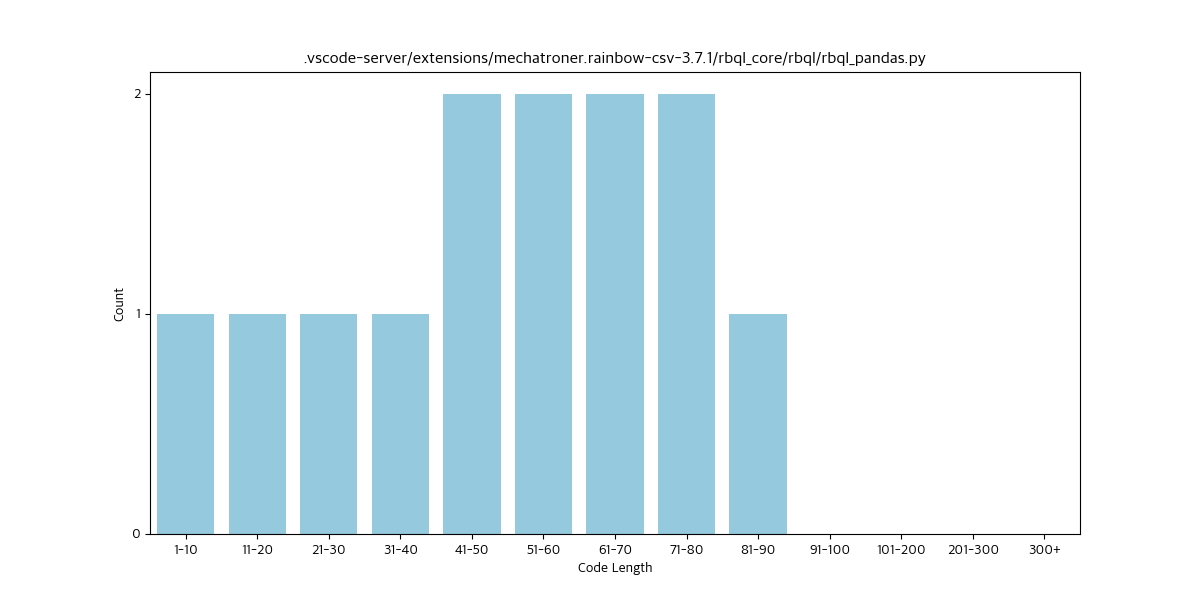 .vscode-server/extensions/mechatroner.rainbow-csv-3.7.1/rbql_core/rbql/rbql_pandas.py
2
1
0
Count
1-10 11-20 21-30 31-40 41-50 51-60 61-70 71-80 81-90 91-100 101-200 201-300 300+
Code Length